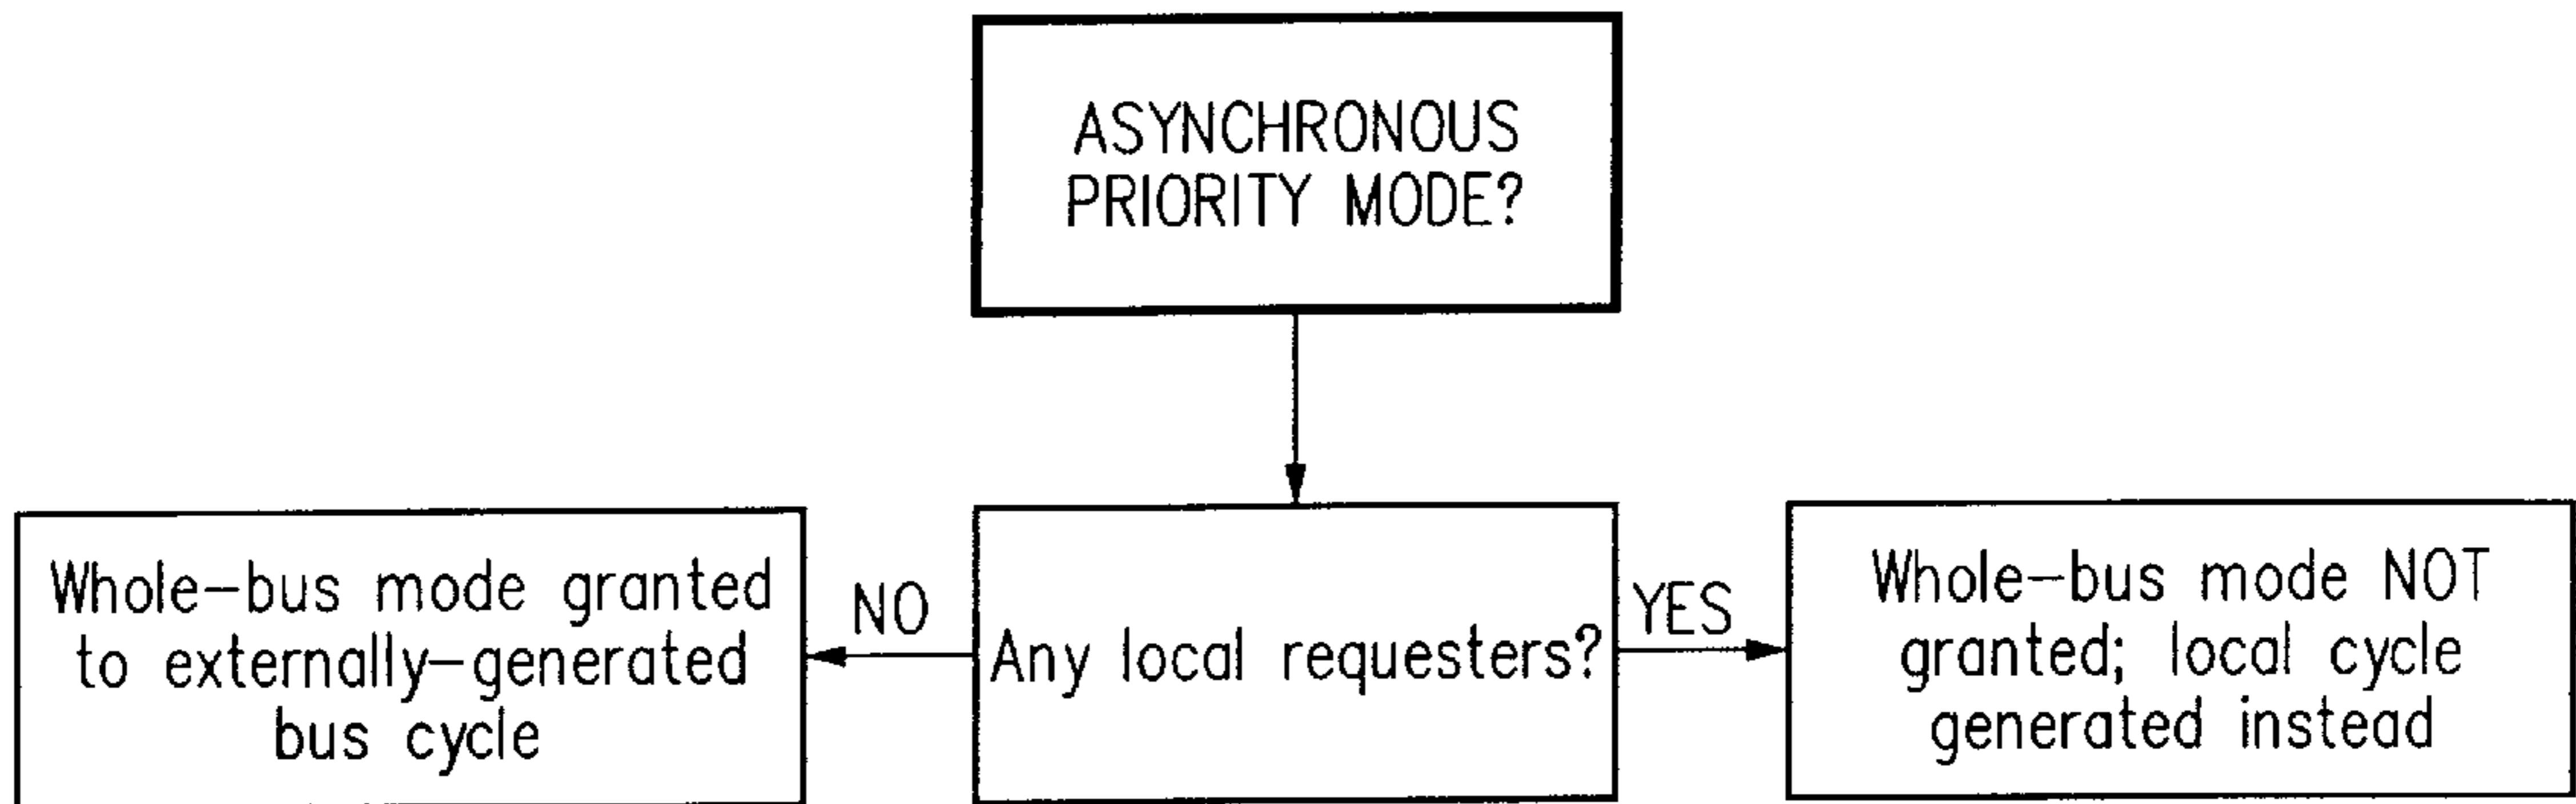 ASYNCHRONOUS
PRIORITY MODE?
Whole-bus mode granted
to externally-generated
bus cycle
NO
Any local requesters?
YES
Whole-bus mode NOT
granted; local cycle
generated instead